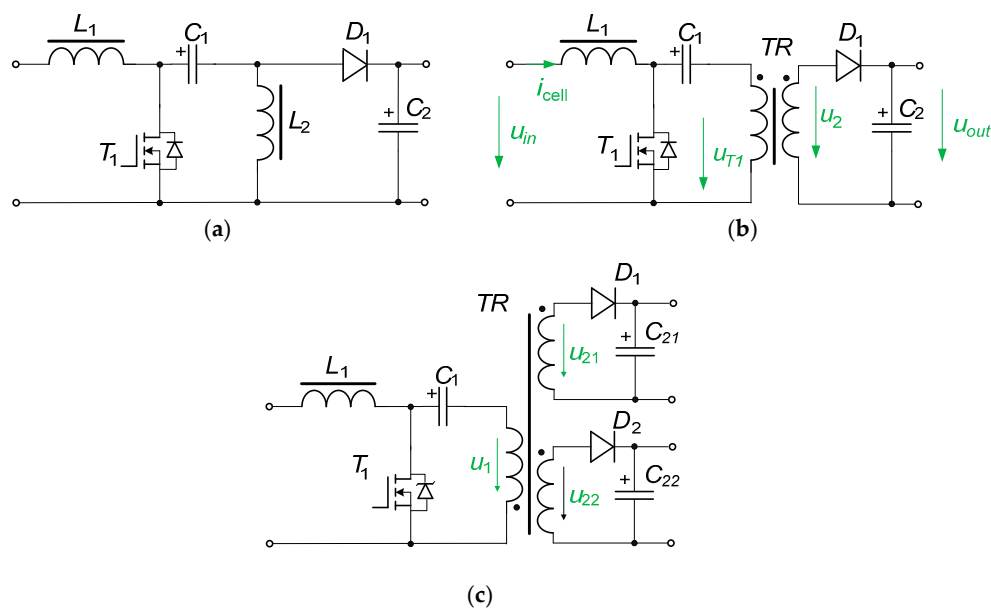 L1 C1 D1
+
+ C2
L2
T1
(a)
L1 C1 TR D1
+
icell
+ C2
uin T1 uT1 u2 uout
(b)
D1
TR
+ C21
u21
L1 C1
+
D2
T1 u1
+ C22
u22
(c)